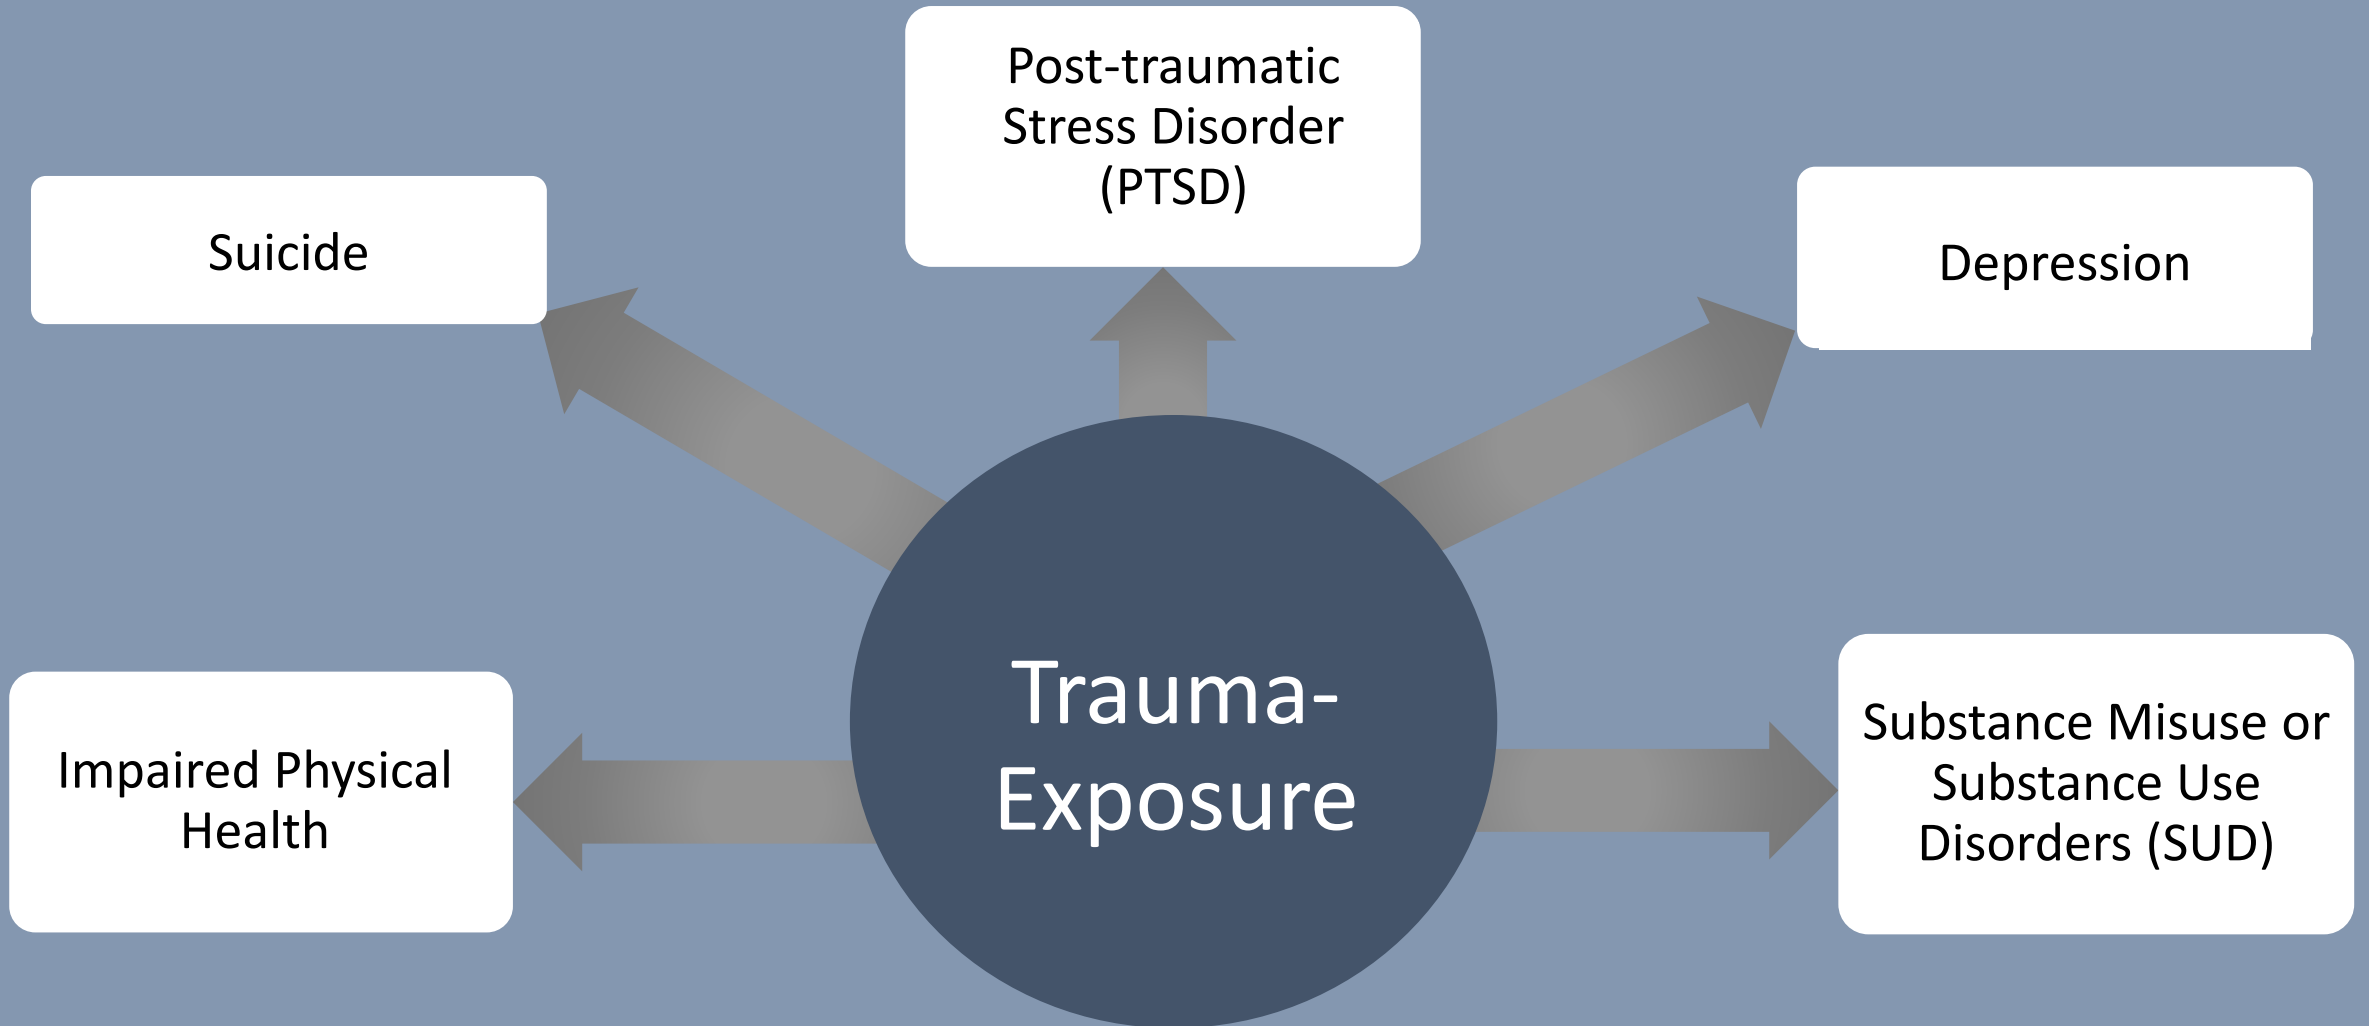 Post-traumatic
Stress Disorder
(PTSD)
Suicide
Depression
Trauma-
Exposure
Impaired Physical
Health
Substance Misuse or
Substance Use
Disorders (SUD)